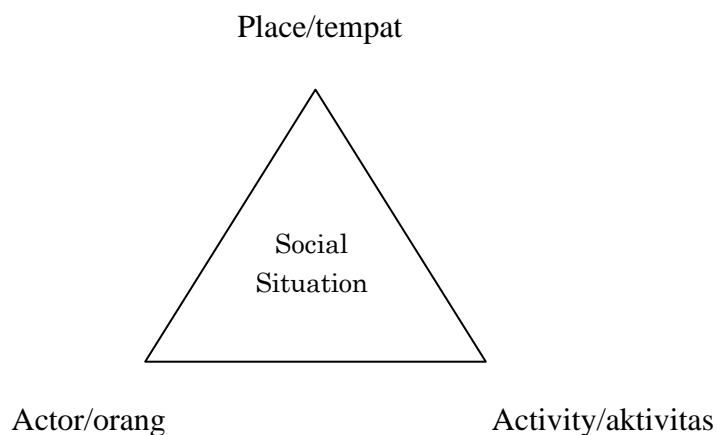 Place/tempat
Social
Situation
Actor/orang
Activity/aktivitas